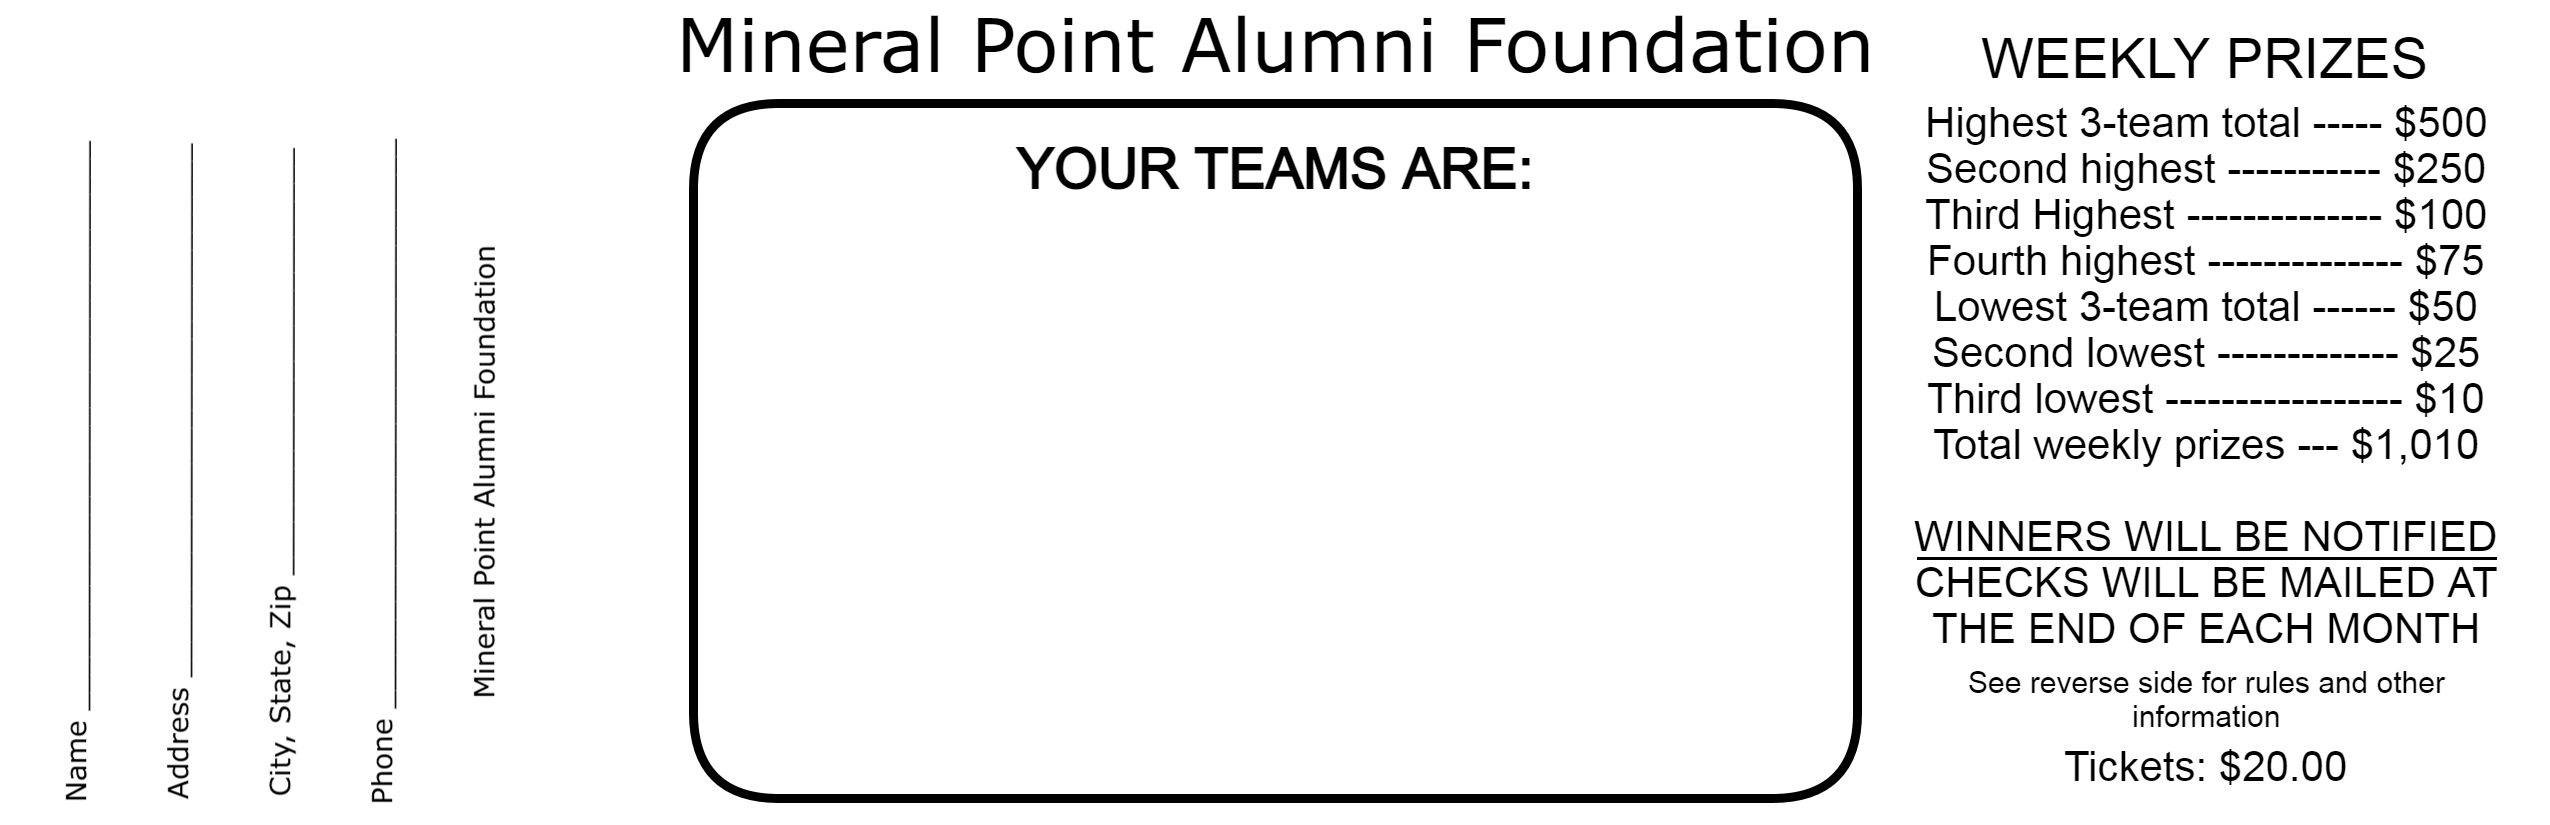 Name
Address
City, State, Zip
Phone
Mineral Point Alumni Foundation
Mineral Point Alumni Foundation
YOUR TEAMS ARE:
WEEKLY PRIZES
Highest 3-team total ----- $500
Second highest ----------- $250
Third Highest -------------- $100
Fourth highest -------------- $75
Lowest 3-team total ------ $50
Second lowest ------------- $25
Third lowest ----------------- $10
Total weekly prizes --- $1,010
WINNERS WILL BE NOTIFIED
CHECKS WILL BE MAILED AT
THE END OF EACH MONTH
See reverse side for rules and other
information
Tickets: $20.00